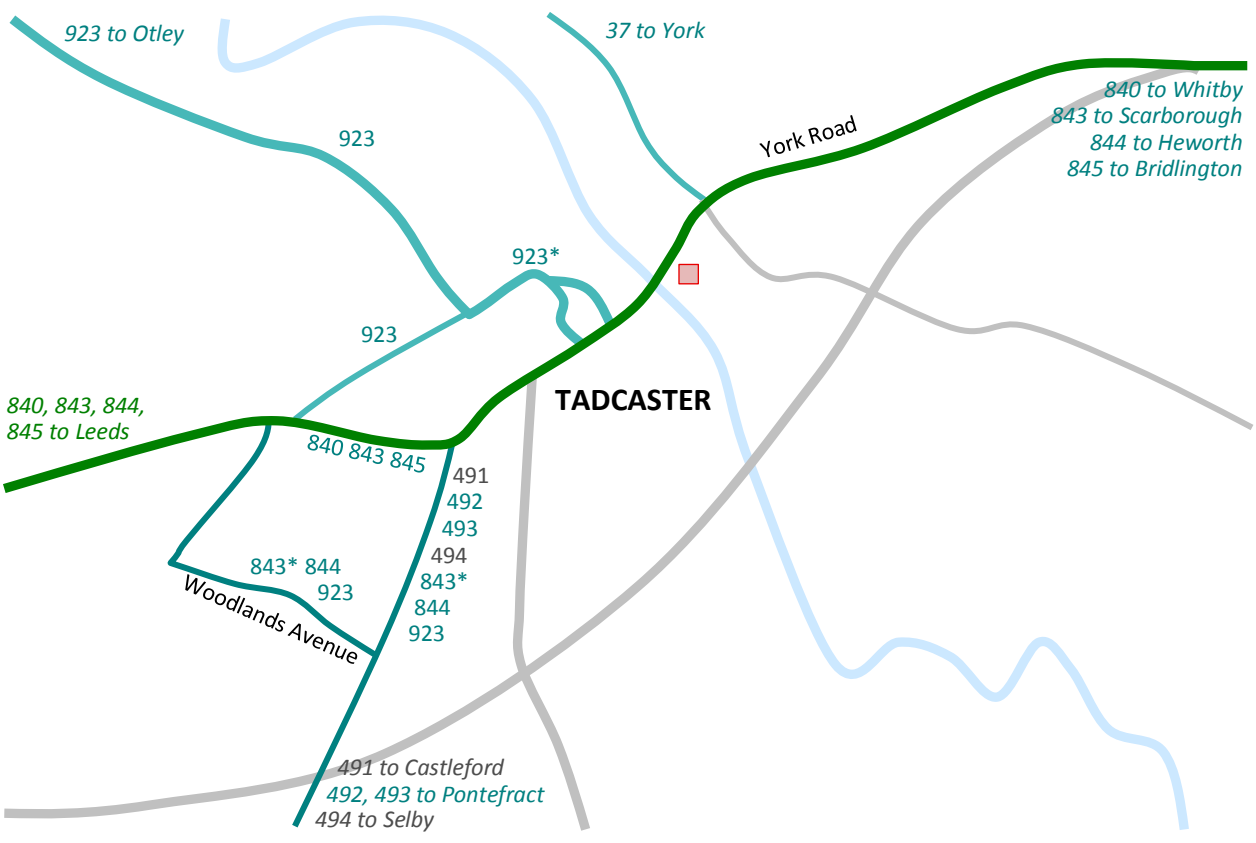 923 to Otley
37 to York
840 to Whitby
843 to Scarborough
844 to Heworth
845 to Bridlington
York Road
923
923*
923
TADCASTER
840, 843, 844,
845 to Leeds
840 843 845
491
492
493
494
843*
844
923
843* 844
923
Woodlands Avenue
491 to Castleford
492, 493 to Pontefract
494 to Selby